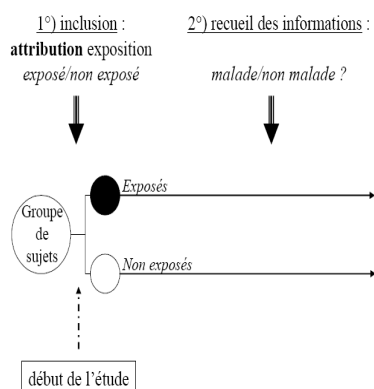 1°) inclusion :
attribution exposition
exposé/non exposé
2°) recueil des informations :
malade/non malade ?
Exposés
Groupe
de
sujets
Non exposés
début de l'étude